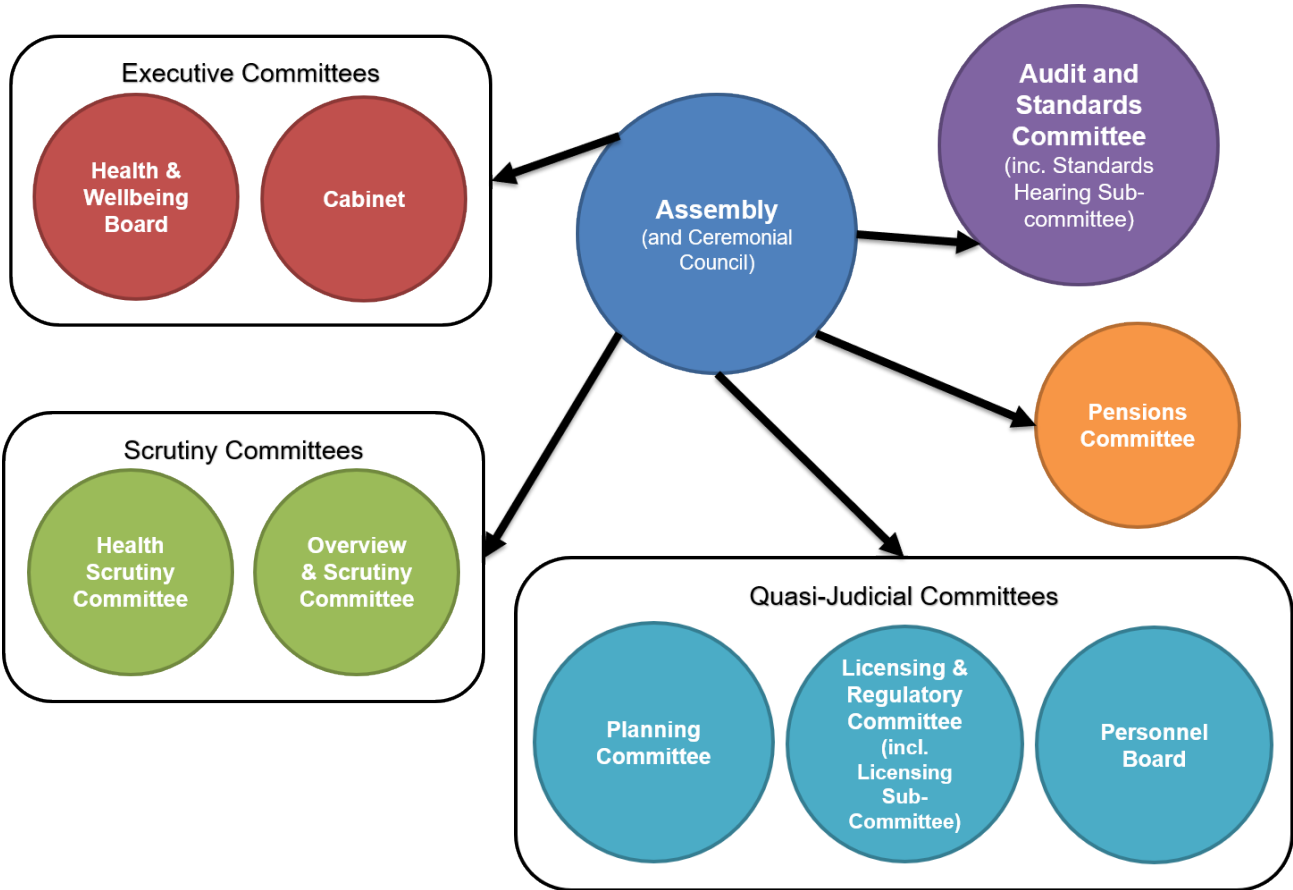 Executive Committees
Health &
Wellbeing
Board
Cabinet
Assembly
(and Ceremonial
Council)
Audit and
Standards
Committee
(inc. Standards
Hearing Sub-
committee)
Pensions
Committee
Scrutiny Committees
Health
Scrutiny
Committee
Overview
& Scrutiny
Committee
Quasi-Judicial Committees
Planning
Committee
Licensing &
Regulatory
Committee
(incl.
Licensing
Sub-
Committee)
Personnel
Board